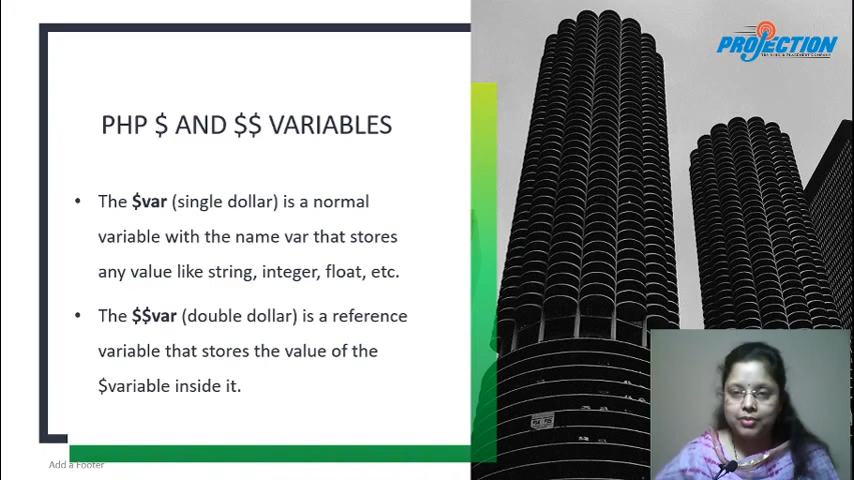 PROJECTION
PHP $ AND $$ VARIABLES
• The $var (single dollar) is a normal
variable with the name var that stores
any value like string, integer, float, etc.
• The $$var (double dollar) is a reference
variable that stores the value of the
$variable inside it.
Add a Footer